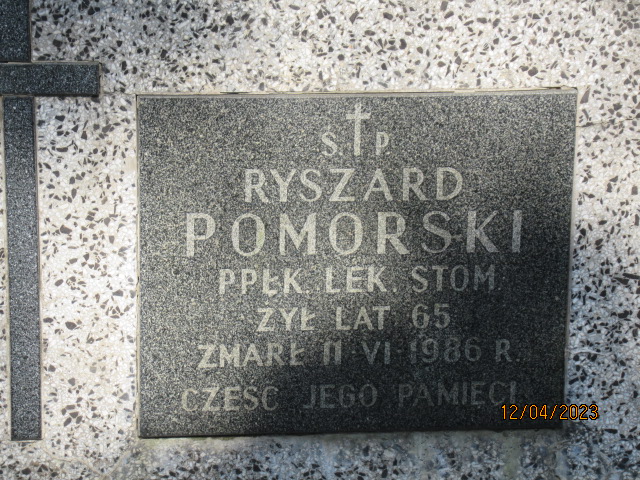 Ś.†P.
RYSZARD
POMORSKI
PPŁK. LEK. STOM.
ŻYŁ LAT 65
ZMARŁ 11 VI 1986 R.
CZEŚĆ JEGO PAMIĘCI
12/04/2023